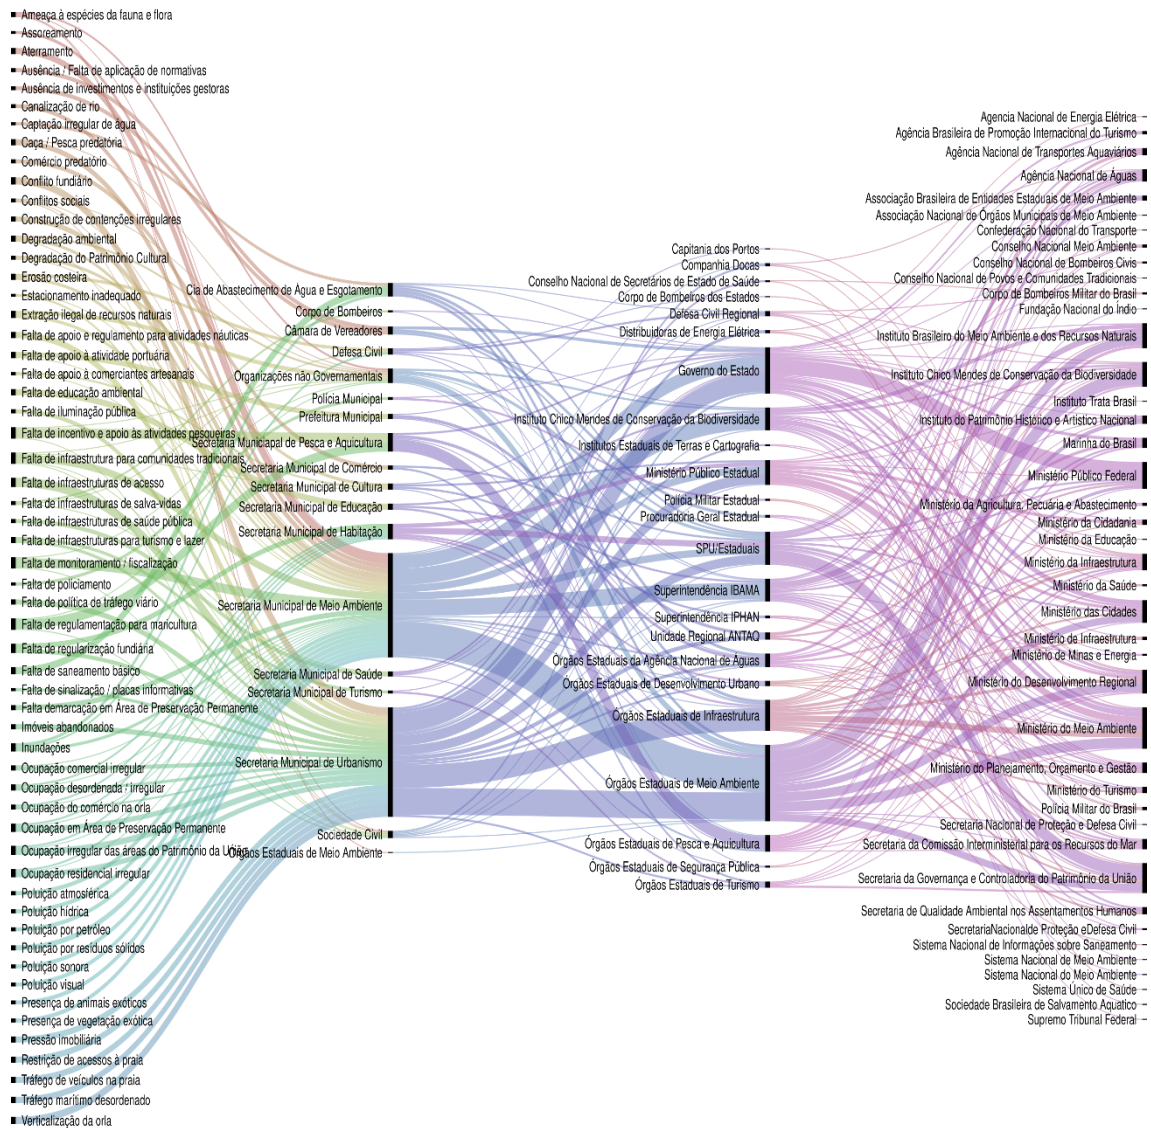 Ameaça à espécies da fauna e flora
Assoreamento
Aterramento
Ausência / Falta de aplicação de normativas
Ausência de investimentos e instituições gestoras
Canalização de rio
Captação irregular de água
Caça / Pesca predatória
Comércio predatório
Conflito fundiário
Conflitos sociais
Construção de contenções irregulares
Degradação ambiental
Degradação do Patrimônio Cultural
Erosão costeira
Estacionamento inadequado
Extração ilegal de recursos naturais
Falta de apoio e regulamento para atividades náuticas
Falta de apoio à atividade portuária
Falta de apoio à comerciantes artesanais
Falta de educação ambiental
Falta de iluminação pública
Falta de incentivo e apoio às atividades pesqueiras
Falta de infraestrutura para comunidades tradicionais
Falta de infraestruturas de acesso
Falta de infraestruturas de salva-vidas
Falta de infraestruturas de saúde pública
Falta de infraestruturas para turismo e lazer
Falta de monitoramento / fiscalização
Falta de policiamento
Falta de política de tráfego viário
Falta de regulamentação para maricultura
Falta de regularização fundiária
Falta de saneamento básico
Falta de sinalização / placas informativas
Falta demarcação em Área de Preservação Permanente
Imóveis abandonados
Inundações
Ocupação comercial irregular
Ocupação desordenada / irregular
Ocupação do comércio na orla
Ocupação em Área de Preservação Permanente
Ocupação irregular das áreas do Patrimônio da União
Ocupação residencial irregular
Poluição atmosférica
Poluição hídrica
Poluição por petróleo
Poluição por resíduos sólidos
Poluição sonora
Poluição visual
Presença de animais exóticos
Presença de vegetação exótica
Pressão imobiliária
Restrição de acessos à praia
Tráfego de veículos na praia
Tráfego marítimo desordenado
Verticalização da orla
Cia de Abastecimento de Água e Esgotamento
Corpo de Bombeiros
Câmara de Vereadores
Defesa Civil
Organizações não Governamentais
Polícia Municipal
Prefeitura Municipal
Secretaria Municiapal de Pesca e Aquicultura
Secretaria Municipal de Comércio
Secretaria Municipal de Cultura
Secretaria Municipal de Educação
Secretaria Municipal de Habitação
Secretaria Municipal de Meio Ambiente
Secretaria Municipal de Saúde
Secretaria Municipal de Turismo
Secretaria Municipal de Urbanismo
Sociedade Civil
Órgãos Estaduais de Meio Ambiente
Capitania dos Portos
Companhia Docas
Conselho Nacional de Secretários de Estado de Saúde
Corpo de Bombeiros dos Estados
Defesa Civil Regional
Distribuidoras de Energia Elétrica
Governo do Estado
Instituto Chico Mendes de Conservação da Biodiversidade
Institutos Estaduais de Terras e Cartografia
Ministério Público Estadual
Polícia Militar Estadual
Procuradoria Geral Estadual
SPU/Estaduais
Superintendência IBAMA
Superintendência IPHAN
Unidade Regional ANTAQ
Órgãos Estaduais da Agência Nacional de Águas
Órgãos Estaduais de Desenvolvimento Urbano
Órgãos Estaduais de Infraestrutura
Órgãos Estaduais de Meio Ambiente
Órgãos Estaduais de Pesca e Aquicultura
Órgãos Estaduais de Segurança Pública
Órgãos Estaduais de Turismo
Agencia Nacional de Energia Elétrica
Agência Brasileira de Promoção Internacional do Turismo
Agência Nacional de Transportes Aquaviários
Agência Nacional de Águas
Associação Brasileira de Entidades Estaduais de Meio Ambiente
Associação Nacional de Órgãos Municipais de Meio Ambiente
Confederação Nacional do Transporte
Conselho Nacional Meio Ambiente
Conselho Nacional de Bombeiros Civis
Conselho Nacional de Povos e Comunidades Tradicionais
Corpo de Bombeiros Militar do Brasil
Fundação Nacional do Índio
Instituto Brasileiro do Meio Ambiente e dos Recursos Naturais
Instituto Chico Mendes de Conservação da Biodiversidade
Instituto Trata Brasil
Instituto do Patrimônio Histórico e Artístico Nacional
Marinha do Brasil
Ministério Público Federal
Ministério da Agricultura, Pecuária e Abastecimento
Ministério da Cidadania
Ministério da Educação
Ministério da Infraestrutura
Ministério da Saúde
Ministério das Cidades
Ministério de Infraestrutura
Ministério de Minas e Energia
Ministério do Desenvolvimento Regional
Ministério do Meio Ambiente
Ministério do Planejamento, Orçamento e Gestão
Ministério do Turismo
Polícia Militar do Brasil
Secretaria Nacional de Proteção e Defesa Civil
Secretaria da Comissão Interministerial para os Recursos do Mar
Secretaria da Governança e Controladoria do Patrimônio da União
Secretaria de Qualidade Ambiental nos Assentamentos Humanos
SecretariaNacionalde Proteção eDefesa Civil
Sistema Nacional de Informações sobre Saneamento
Sistema Nacional de Meio Ambiente
Sistema Nacional do Meio Ambiente
Sistema Único de Saúde
Sociedade Brasileira de Salvamento Aquático
Supremo Tribunal Federal